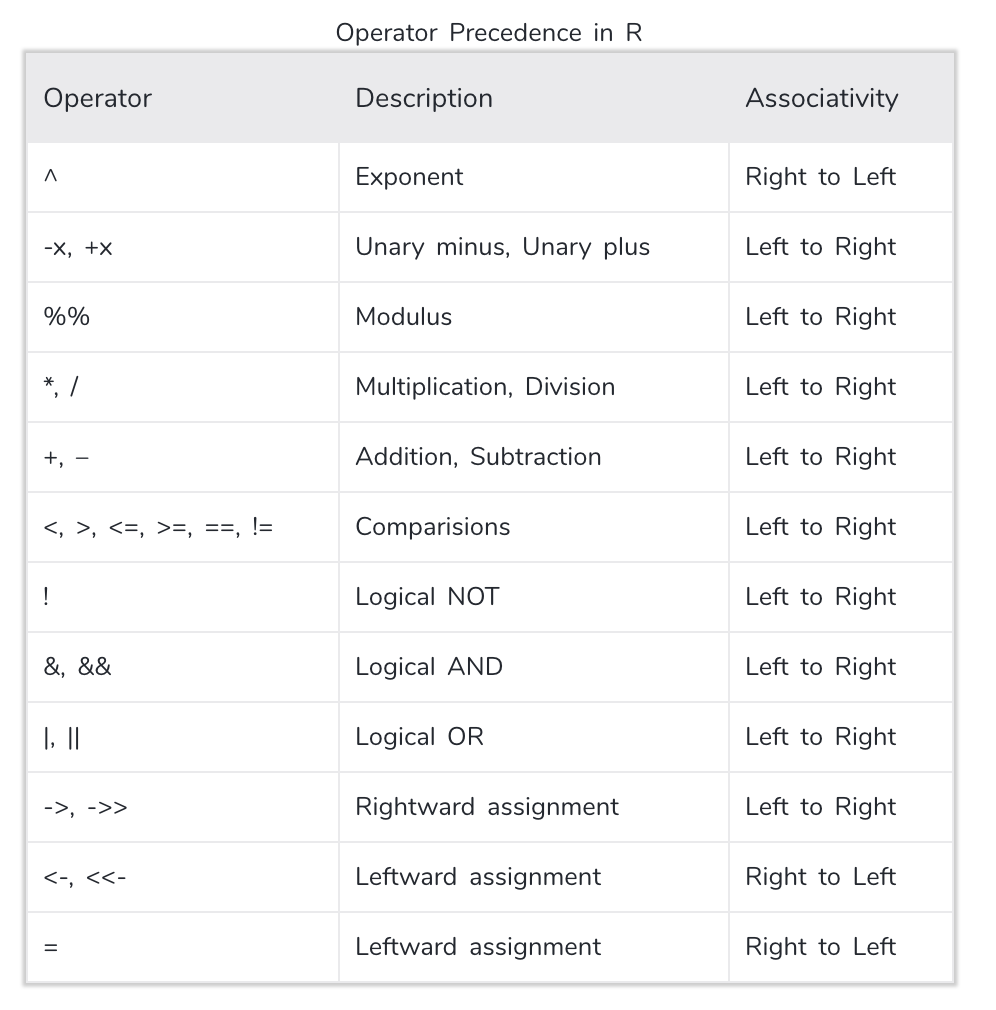 Operator Precedence in R
Operator Description Associativity
^ Exponent Right to Left
-x, +x Unary minus, Unary plus Left to Right
%% Modulus Left to Right
*, / Multiplication, Division Left to Right
+, – Addition, Subtraction Left to Right
<, >, <=, >=, ==, != Comparisions Left to Right
! Logical NOT Left to Right
&, && Logical AND Left to Right
|, || Logical OR Left to Right
->, ->> Rightward assignment Left to Right
<-, <<- Leftward assignment Right to Left
= Leftward assignment Right to Left